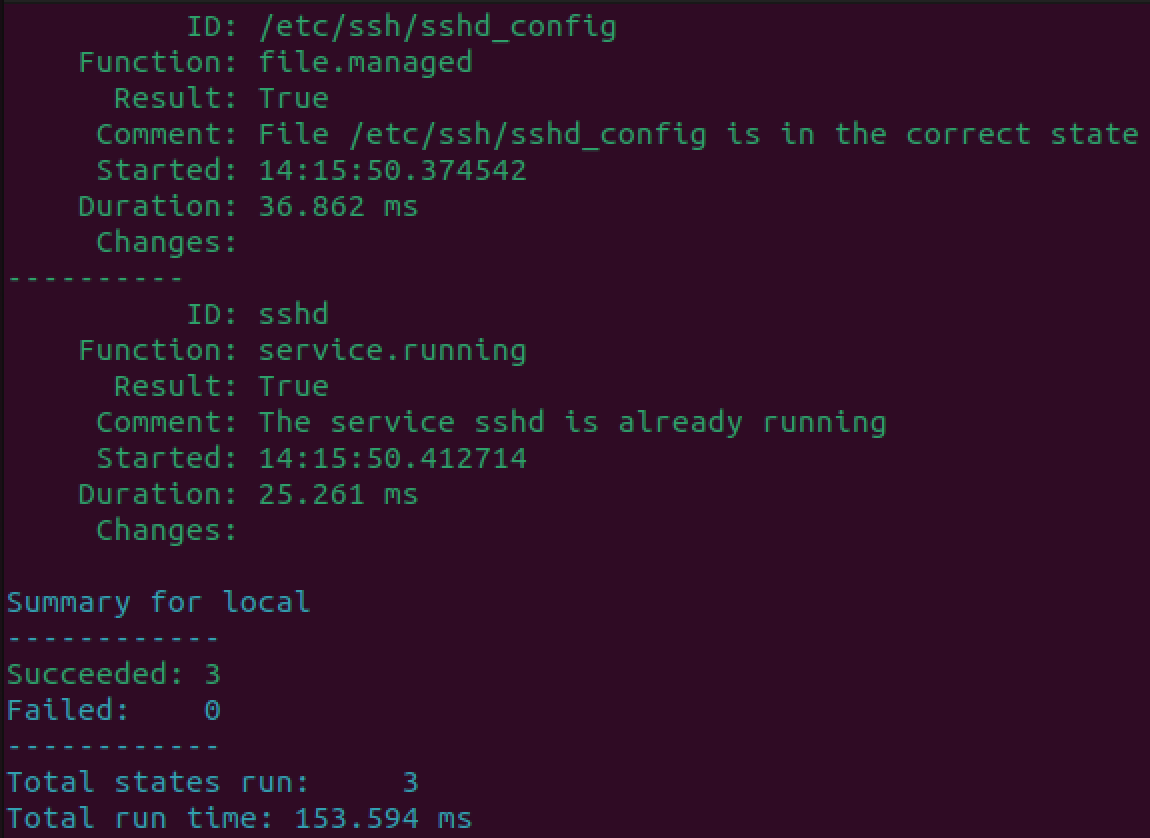 ID: /etc/ssh/sshd_config
Function: file.managed
Result: True
Comment: File /etc/ssh/sshd_config is in the correct state
Started: 14:15:50.374542
Duration: 36.862 ms
Changes:
----------
ID: sshd
Function: service.running
Result: True
Comment: The service sshd is already running
Started: 14:15:50.412714
Duration: 25.261 ms
Changes:
Summary for local
------------
Succeeded: 3
Failed:    0
------------
Total states run:     3
Total run time: 153.594 ms